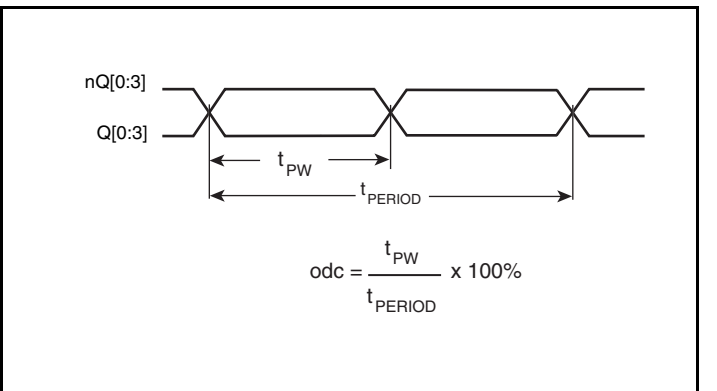 nQ[0:3]
Q[0:3]
tPW
tPERIOD
odc = tPW / tPERIOD x 100%